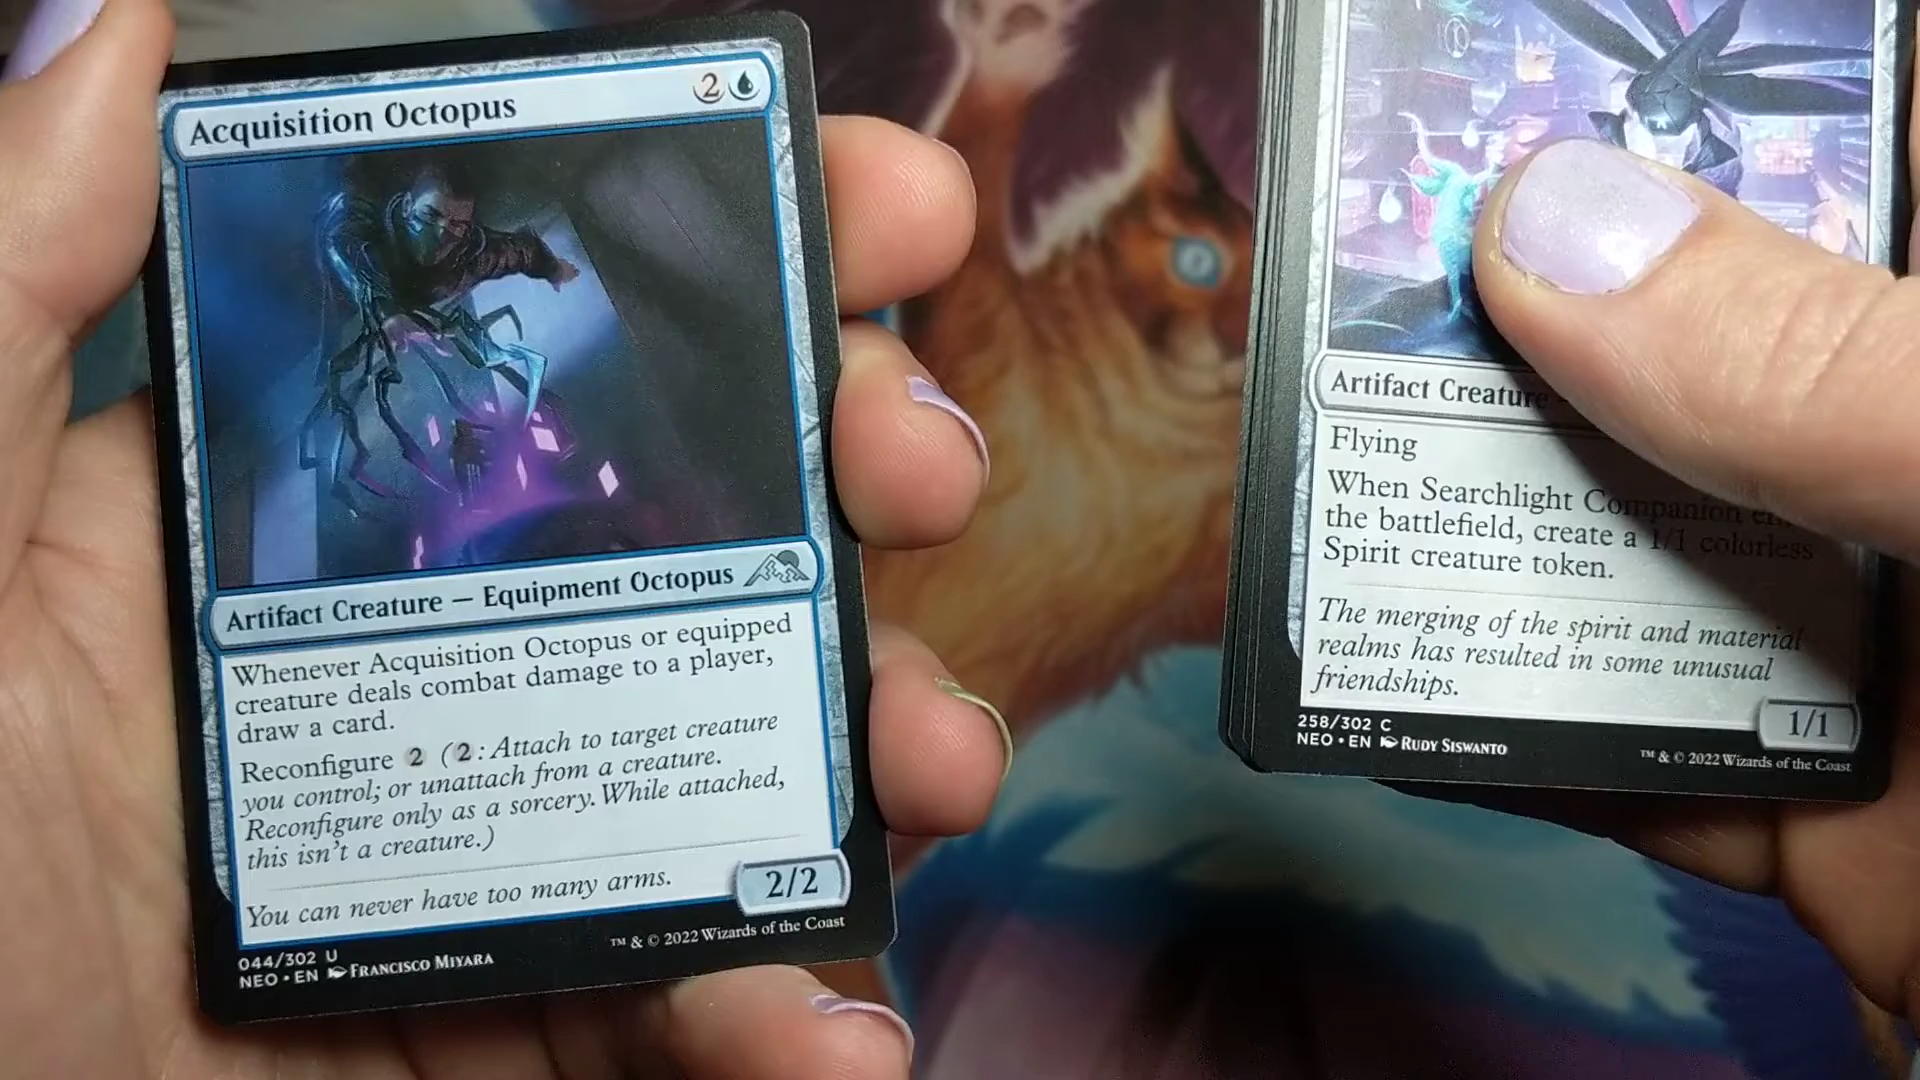 Acquisition Octopus 2
Artifact Creature — Equipment Octopus
Whenever Acquisition Octopus or equipped
creature deals combat damage to a player,
draw a card.
Reconfigure 2 (2: Attach to target creature
you control; or unattach from a creature.
Reconfigure only as a sorcery. While attached,
this isn't a creature.)
You can never have too many arms.
2/2
044/302 U
NEO • EN FRANCISCO MIYARA
™ & © 2022 Wizards of the Coast
Artifact Creature
Flying
When Searchlight Companion
the battlefield, create a 1/1 colorless
Spirit creature token.
The merging of the spirit and material
realms has resulted in some unusual
friendships.
1/1
258/302 C
NEO • EN RUDY SISWANTO
™ & © 2022 Wizards of the Coast